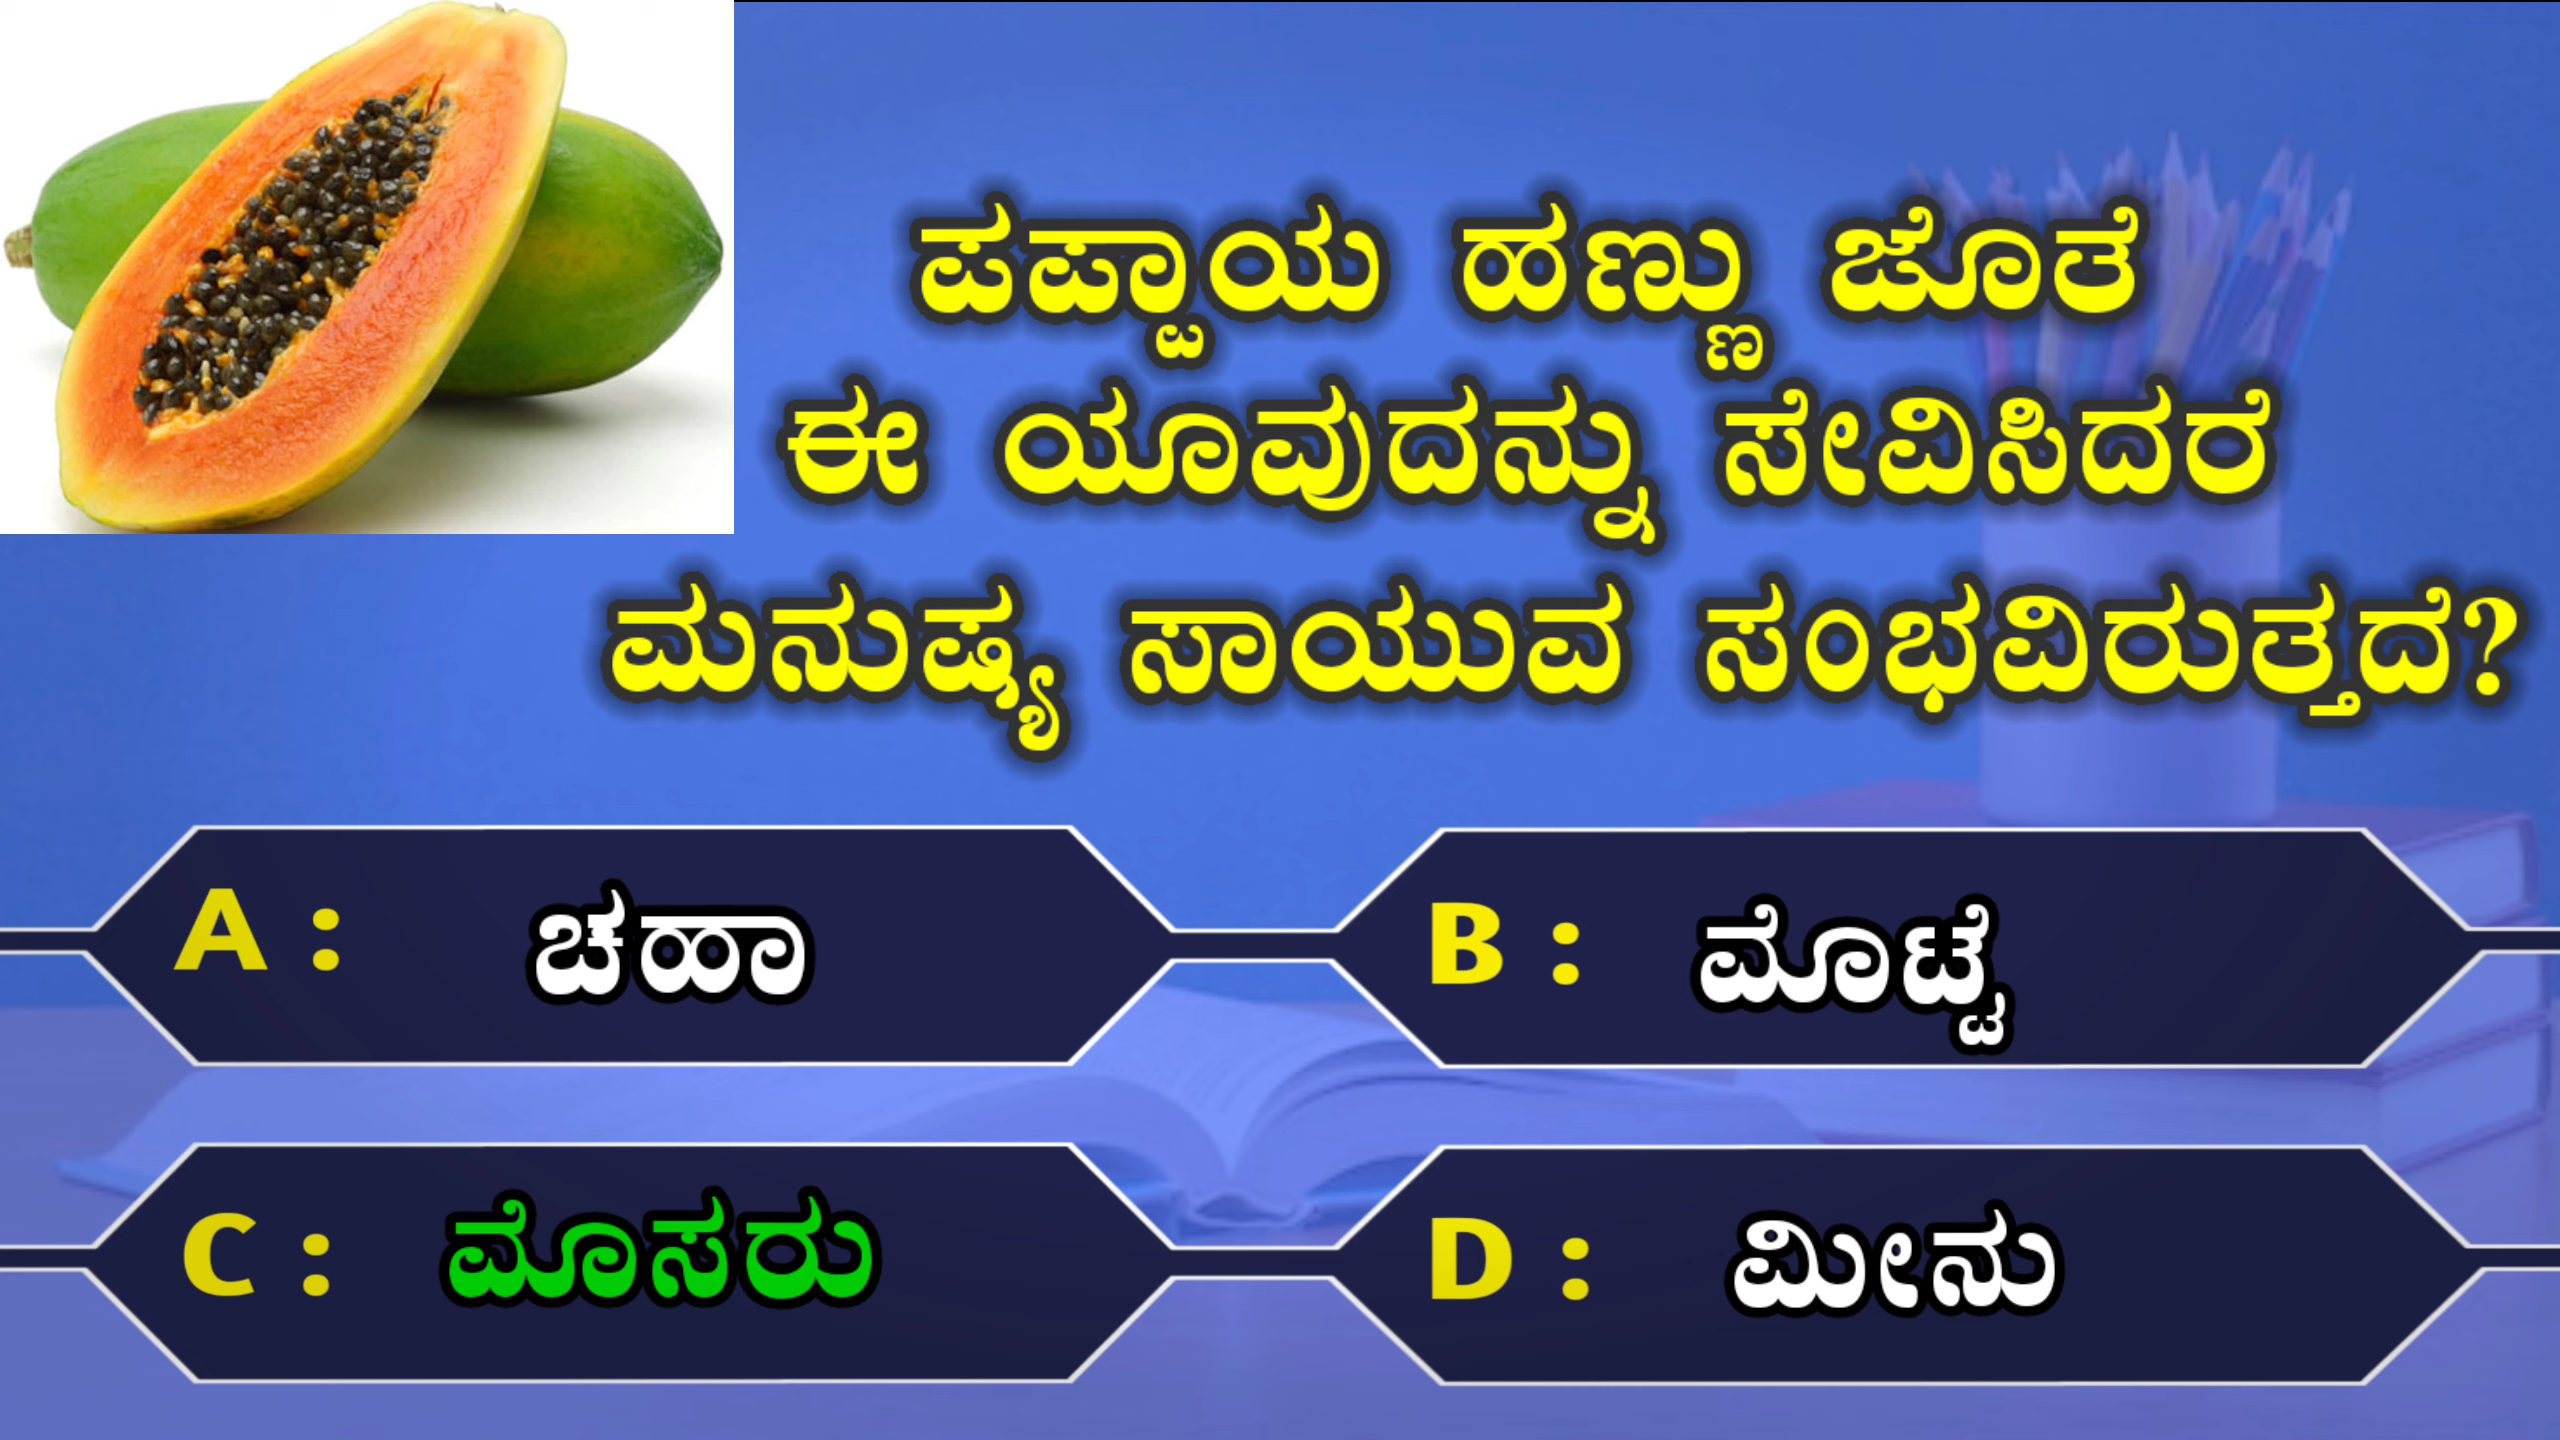 ಪಪ್ಪಾಯ ಹಣ್ಣು ಜೊತೆ
ಈ ಯಾವುದನ್ನು ಸೇವಿಸಿದರೆ
ಮನುಷ್ಯ ಸಾಯುವ ಸಂಭವಿರುತ್ತದೆ?
A : ಚಹಾ
B : ಮೊಟ್ಟೆ
C : ಮೊಸರು
D : ಮೀನು